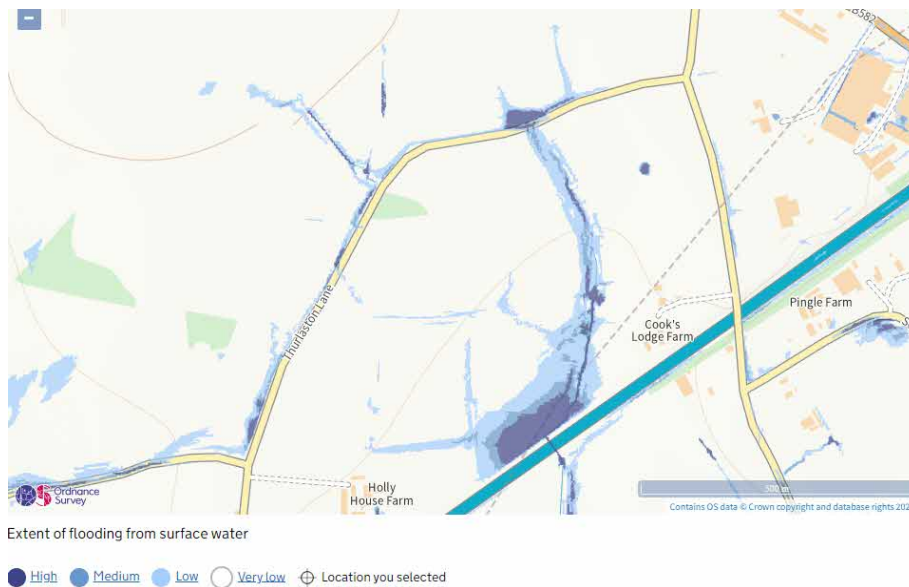 B582
Thurlaston Lane
Cook's
Lodge Farm
Pingle Farm
Holly
House Farm
Ordnance
Survey
500 m
Contains OS data © Crown copyright and database rights 202
Extent of flooding from surface water
High Medium Low Very low Location you selected